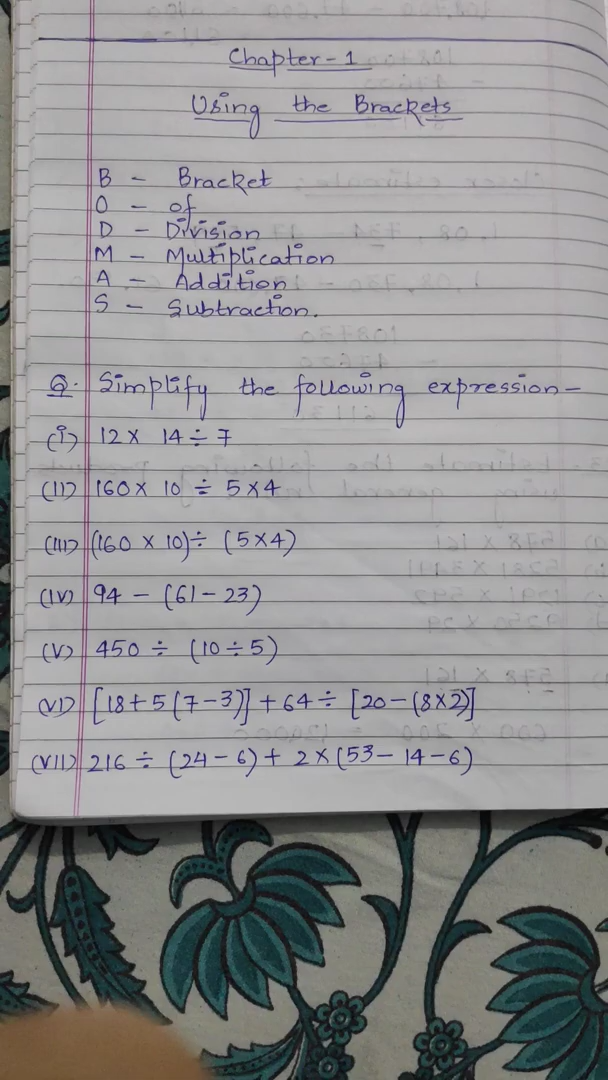 Chapter-1
Using the Brackets
B - Bracket
O - of
D - Division
M - Multiplication
A - Addition
S - Subtraction.
Q. Simplify the following expression-
(i) 12 × 14 ÷ 7
(II) 160 × 10 ÷ 5 × 4
(III) (160 × 10) ÷ (5 × 4)
(IV) 94 - (61 - 23)
(V) 450 ÷ (10 ÷ 5)
(VI) [18 + 5 (7 - 3)] + 64 ÷ [20 - (8 × 2)]
(VII) 216 ÷ (24 - 6) + 2 × (53 - 14 - 6)